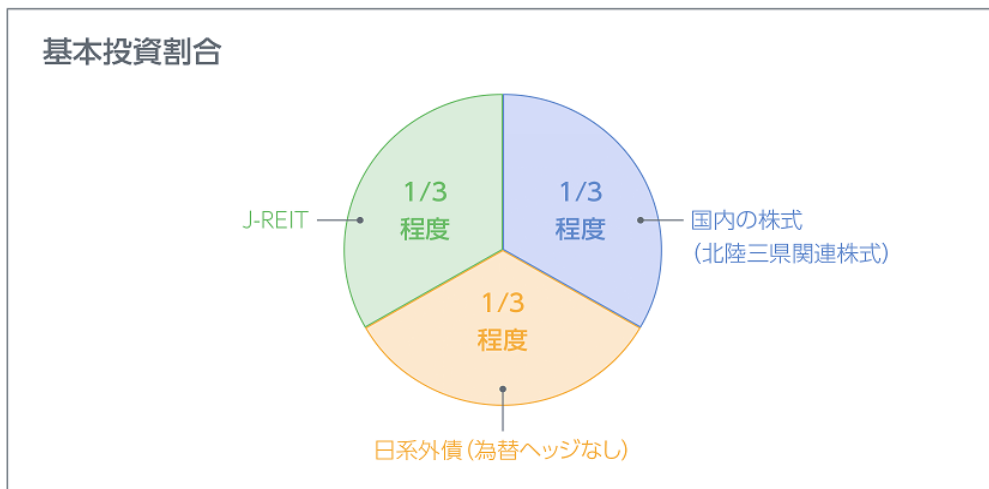 基本投資割合
1/3
程度
1/3
程度
J-REIT
国内の株式
(北陸三県関連株式)
1/3
程度
日系外債(為替ヘッジなし)